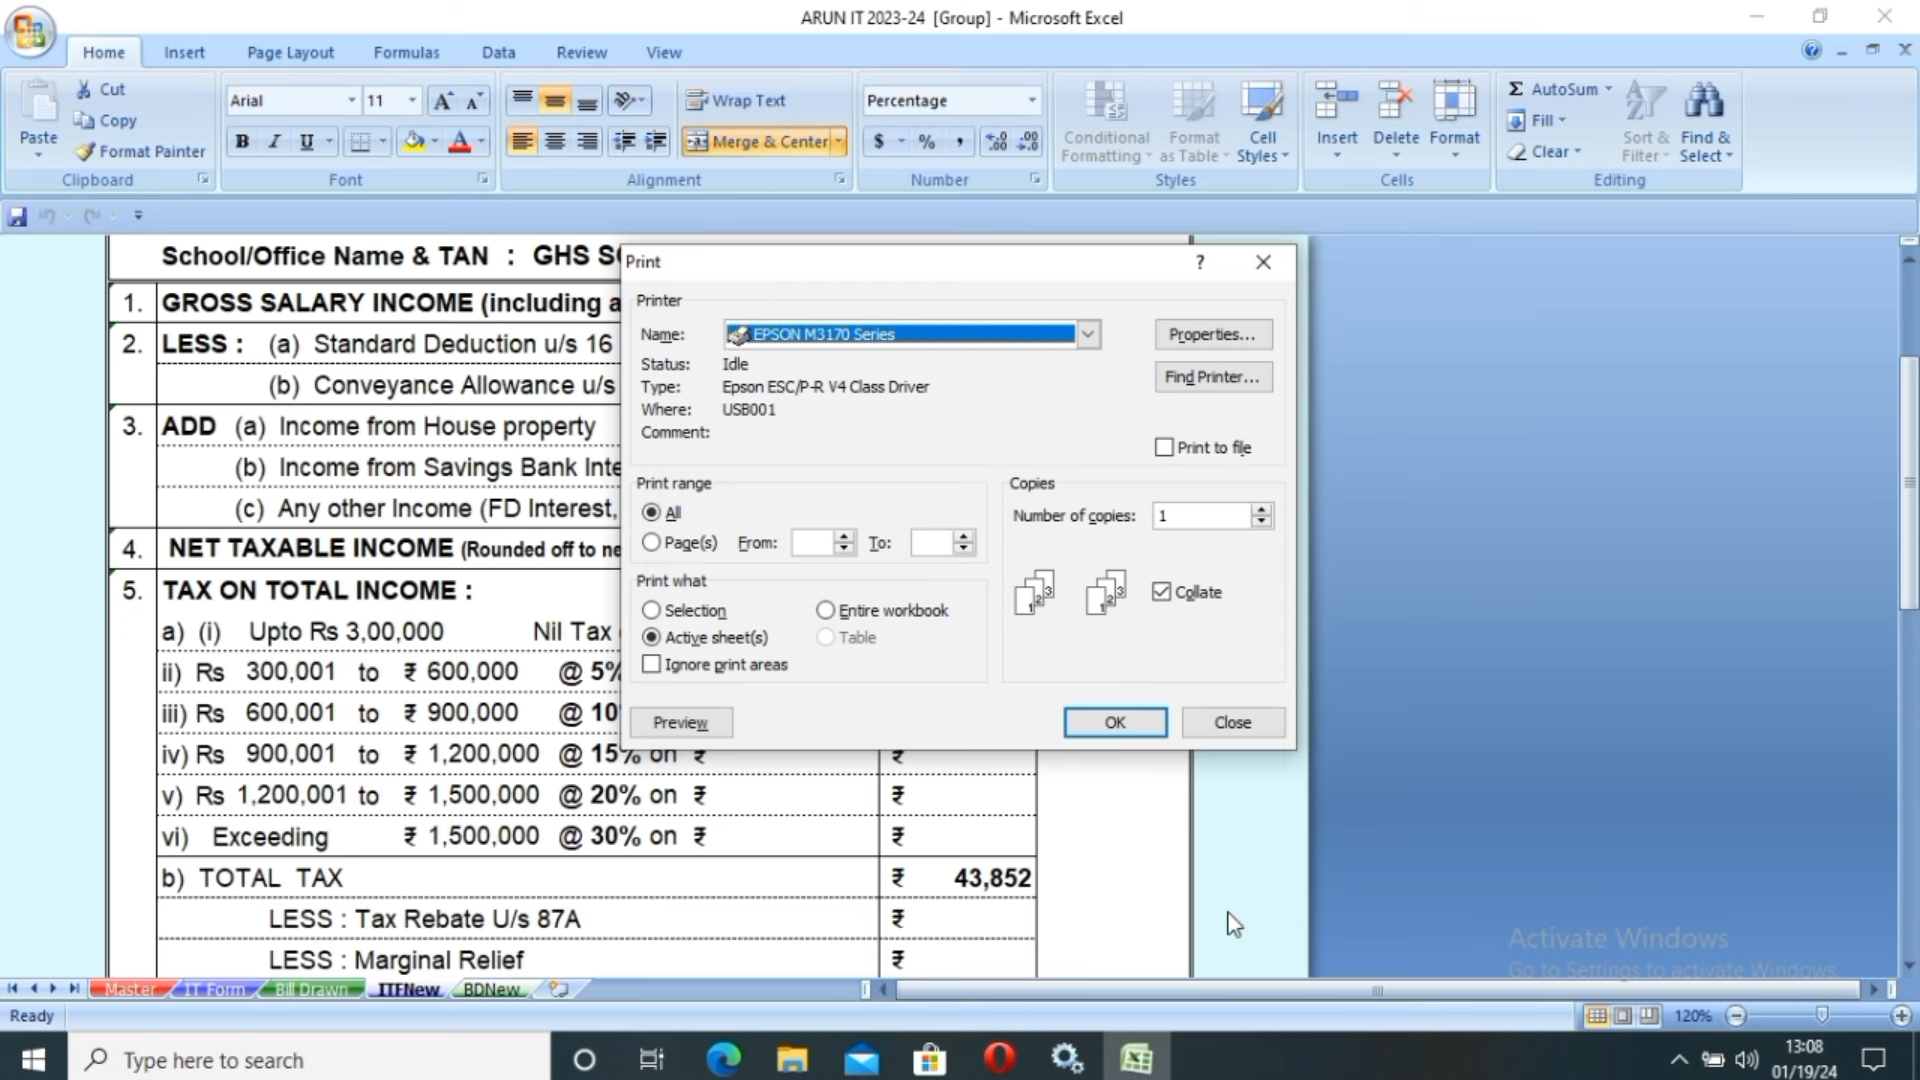 ARUN IT 2023-24 [Group] - Microsoft Excel
Home Insert Page Layout Formulas Data Review View
Paste
Cut
Copy
Format Painter
Clipboard
Arial 11
B I U
Font
Wrap Text
Merge & Center
Alignment
Percentage
$ % ,
Number
Conditional Formatting
Format as Table
Cell Styles
Styles
Insert Delete Format
Cells
AutoSum
Fill
Clear
Sort & Filter
Find & Select
Editing
School/Office Name & TAN : GHS
1. GROSS SALARY INCOME (including
2. LESS : (a) Standard Deduction u/s 16
(b) Conveyance Allowance u/s
3. ADD (a) Income from House property
(b) Income from Savings Bank
(c) Any other Income (FD Interest,
4. NET TAXABLE INCOME (Rounded off to
5. TAX ON TOTAL INCOME :
a) (i) Upto Rs 3,00,000 Nil Tax
ii) Rs 300,001 to ₹ 600,000 @ 5%
iii) Rs 600,001 to ₹ 900,000 @ 10
iv) Rs 900,001 to ₹ 1,200,000 @ 15% on ₹ ₹
v) Rs 1,200,001 to ₹ 1,500,000 @ 20% on ₹ ₹
vi) Exceeding ₹ 1,500,000 @ 30% on ₹ ₹
b) TOTAL TAX ₹ 43,852
LESS : Tax Rebate U/s 87A ₹
LESS : Marginal Relief ₹
Print ?
Printer
Name: EPSON M3170 Series Properties...
Status: Idle
Type: Epson ESC/P-R V4 Class Driver Find Printer...
Where: USB001
Comment:
Print to file
Print range
All
Page(s) From: To:
Copies
Number of copies: 1
Collate
Print what
Selection Entire workbook
Active sheet(s) Table
Ignore print areas
Preview OK Close
Activate Windows
Go to Settings to activate Windows.
Master IT Form Bill Drawn ITFNew BDNew
Ready 120%
Type here to search
13:08
01/19/24